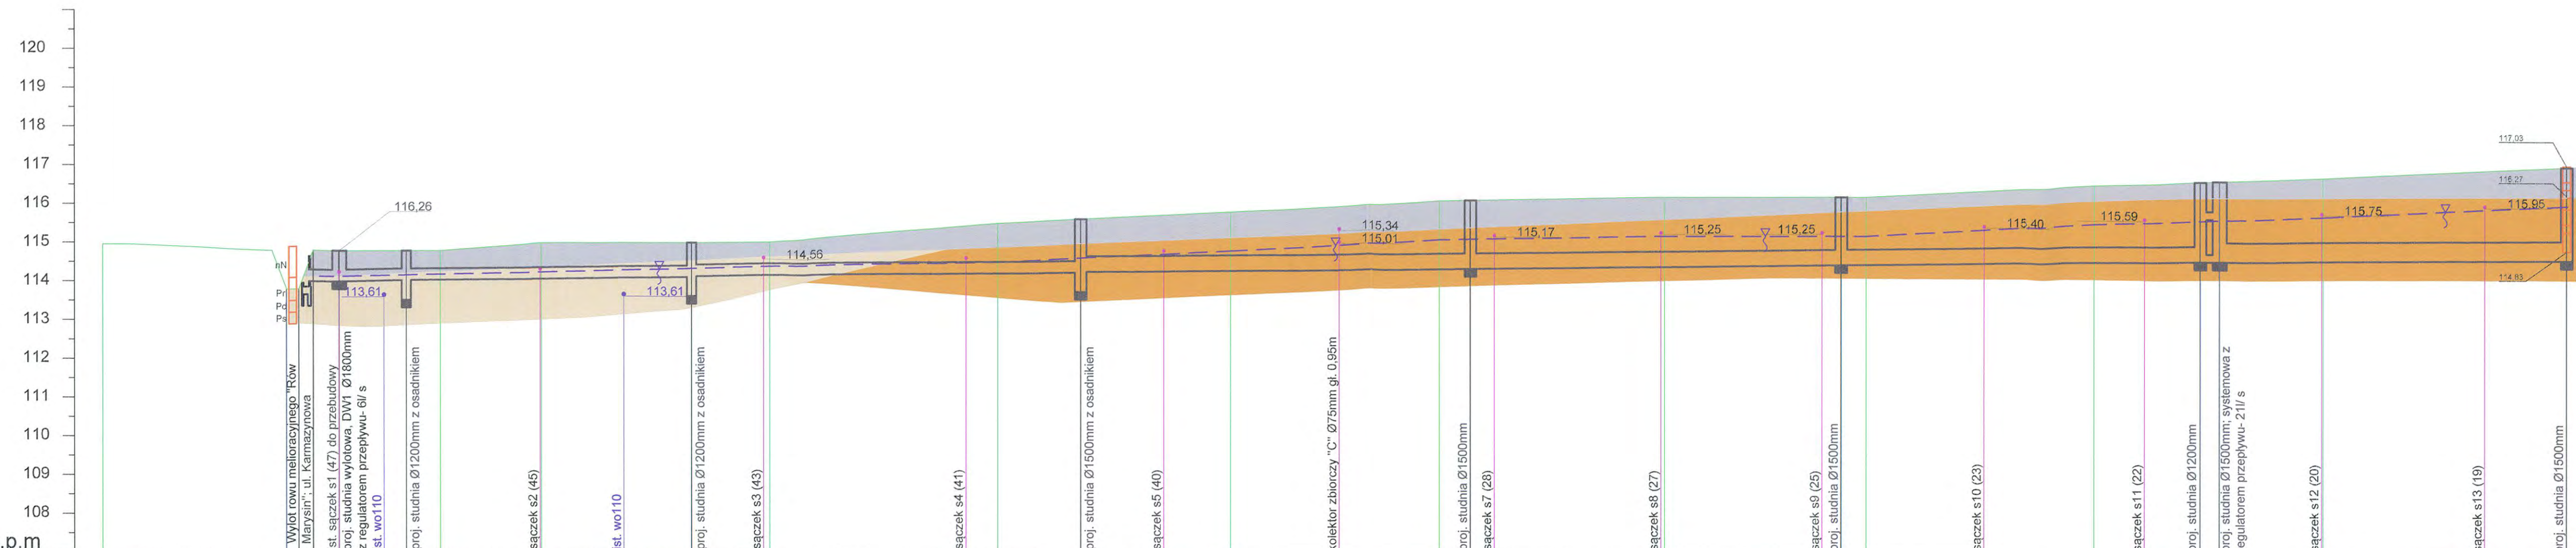 120
119
118
117
116
115
114
113
112
111
110
109
108
.p.m
nN
Pr
Pd
Ps
116,26
113,61
113,61
114,56
115,34
115,01
115,17
115,25
115,25
115,40
115,59
115,75
115,95
117,03
116,27
114,83
Wylot rowu melioracyjnego "Rów
Marysin"; ul. Karmazynowa
st. sączek s1 (47) do przebudowy
proj. studnia wylotowa, DW1 Ø1800mm
z regulatorem przepływu- 6l/ s
st. wo110
proj. studnia Ø1200mm z osadnikiem
sączek s2 (45)
st. wo110
proj. studnia Ø1200mm z osadnikiem
sączek s3 (43)
sączek s4 (41)
proj. studnia Ø1500mm z osadnikiem
sączek s5 (40)
kolektor zbiorczy "C" Ø75mm gł. 0,95m
proj. studnia Ø1500mm
sączek s7 (28)
sączek s8 (27)
sączek s9 (25)
proj. studnia Ø1500mm
sączek s10 (23)
sączek s11 (22)
proj. studnia Ø1200mm
proj. studnia Ø1500mm; systemowa z
regulatorem przepływu- 21l/ s
sączek s12 (20)
sączek s13 (19)
proj. studnia Ø1500mm